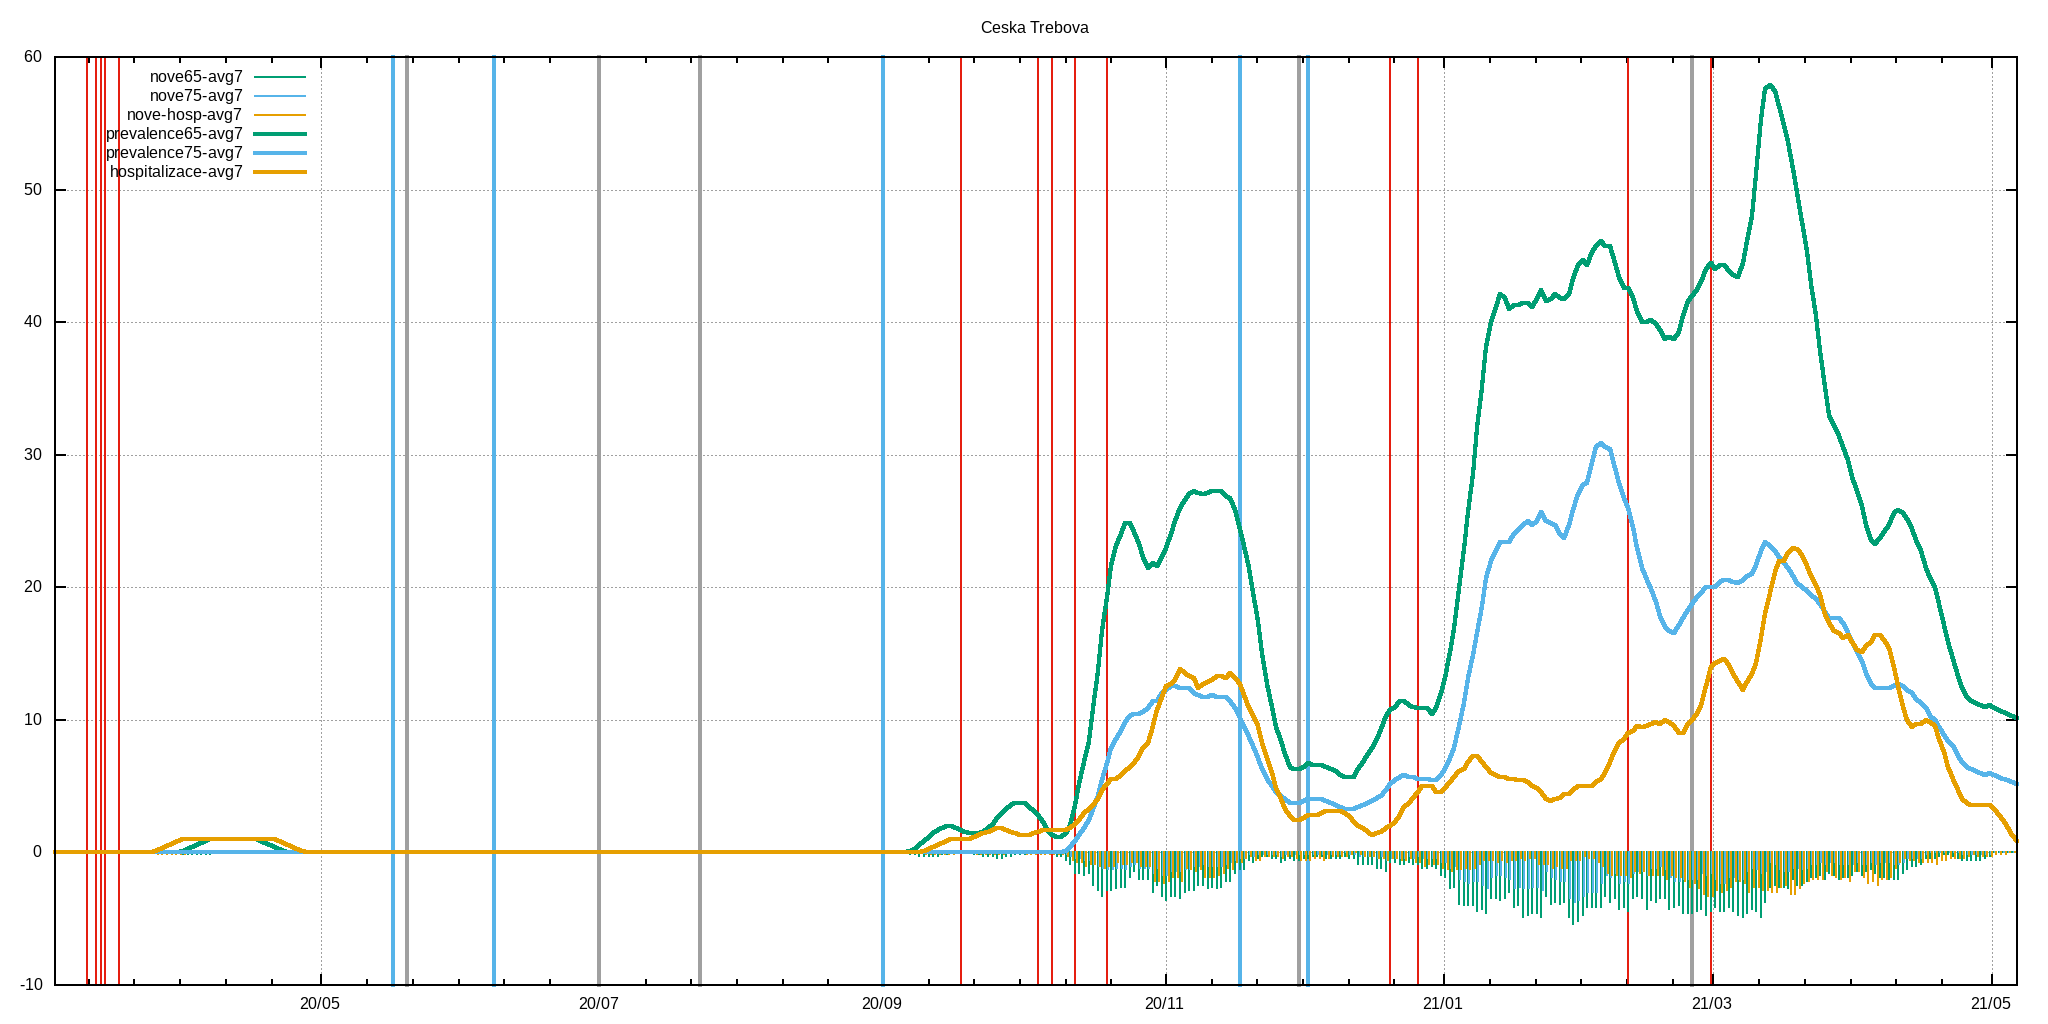 Ceska Trebova
60
50
40
30
20
10
0
-10
nove65-avg7
nove75-avg7
nove-hosp-avg7
prevalence65-avg7
prevalence75-avg7
hospitalizace-avg7
20/05
20/07
20/09
20/11
21/01
21/03
21/05